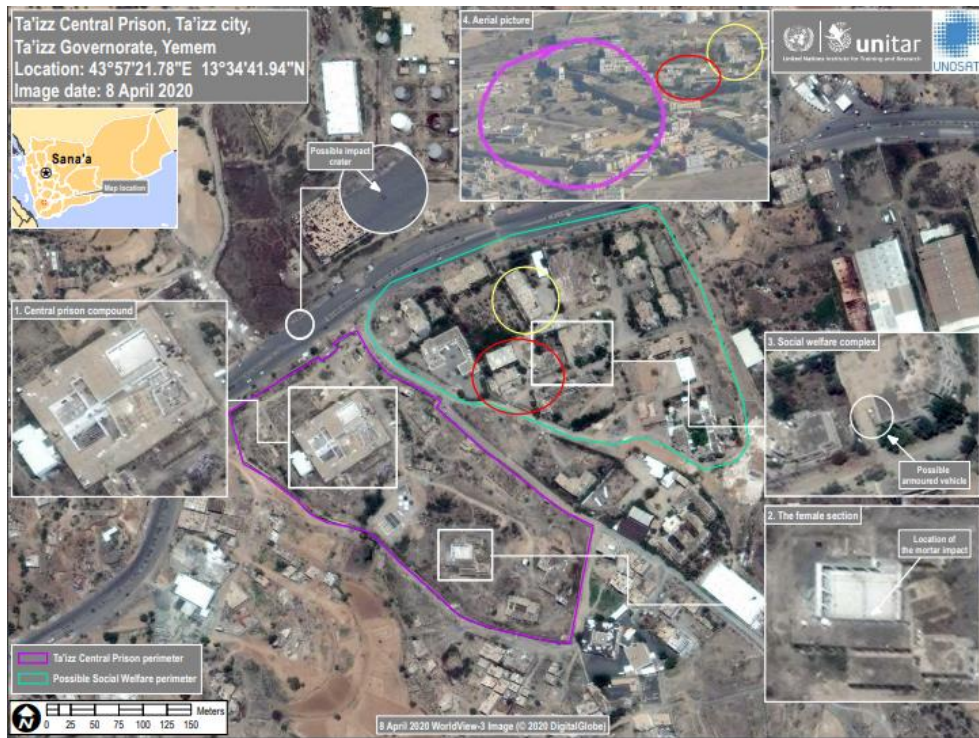 Ta'izz Central Prison, Ta'izz city,
Ta'izz Governorate, Yemem
Location: 43°57'21.78"E 13°34'41.94"N
Image date: 8 April 2020
4. Aerial picture
unitar
United Nations Institute for Training and Research
UNOSAT
Sana'a
Map location
Possible impact
crater
1. Central prison compound
3. Social welfare complex
Possible
armoured vehicle
2. The female section
Location of
the mortar impact
Ta'izz Central Prison perimeter
Possible Social Welfare perimeter
N
Meters
0 25 50 75 100 125 150
8 April 2020 WorldView-3 Image (© 2020 DigitalGlobe)